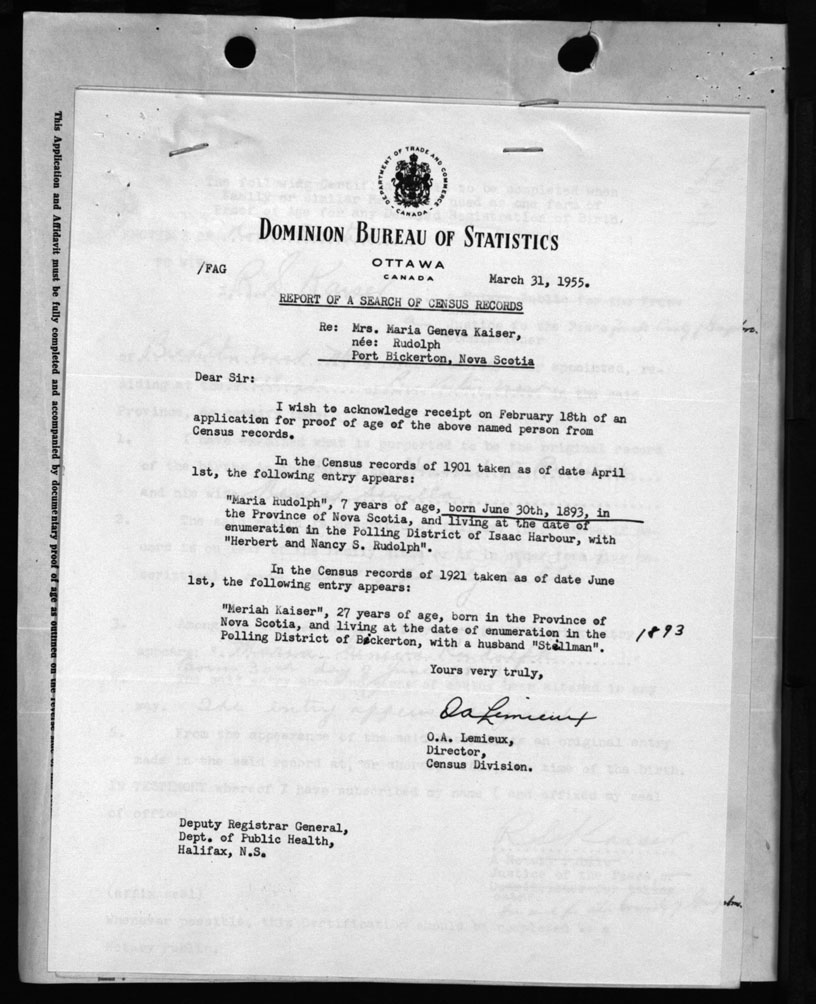 DEPARTMENT OF TRADE AND COMMERCE
CANADA
DOMINION BUREAU OF STATISTICS
OTTAWA
CANADA
/FAG
March 31, 1955.
REPORT OF A SEARCH OF CENSUS RECORDS
Re: Mrs. Maria Geneva Kaiser,
née: Rudolph
Port Bickerton, Nova Scotia
Dear Sir:
I wish to acknowledge receipt on February 18th of an
application for proof of age of the above named person from
Census records.
In the Census records of 1901 taken as of date April
1st, the following entry appears:
"Maria Rudolph", 7 years of age, born June 30th, 1893, in
the Province of Nova Scotia, and living at the date of
enumeration in the Polling District of Isaac Harbour, with
"Herbert and Nancy S. Rudolph".
In the Census records of 1921 taken as of date June
1st, the following entry appears:
"Meriah Kaiser", 27 years of age, born in the Province of
Nova Scotia, and living at the date of enumeration in the
Polling District of Bickerton, with a husband "Stillman".
1893
Yours very truly,
O A Lemieux
O.A. Lemieux,
Director,
Census Division.
Deputy Registrar General,
Dept. of Public Health,
Halifax, N.S.
This Application and Affidavit must be fully completed and accompanied by documentary proof of age as outlined on the reverse side of